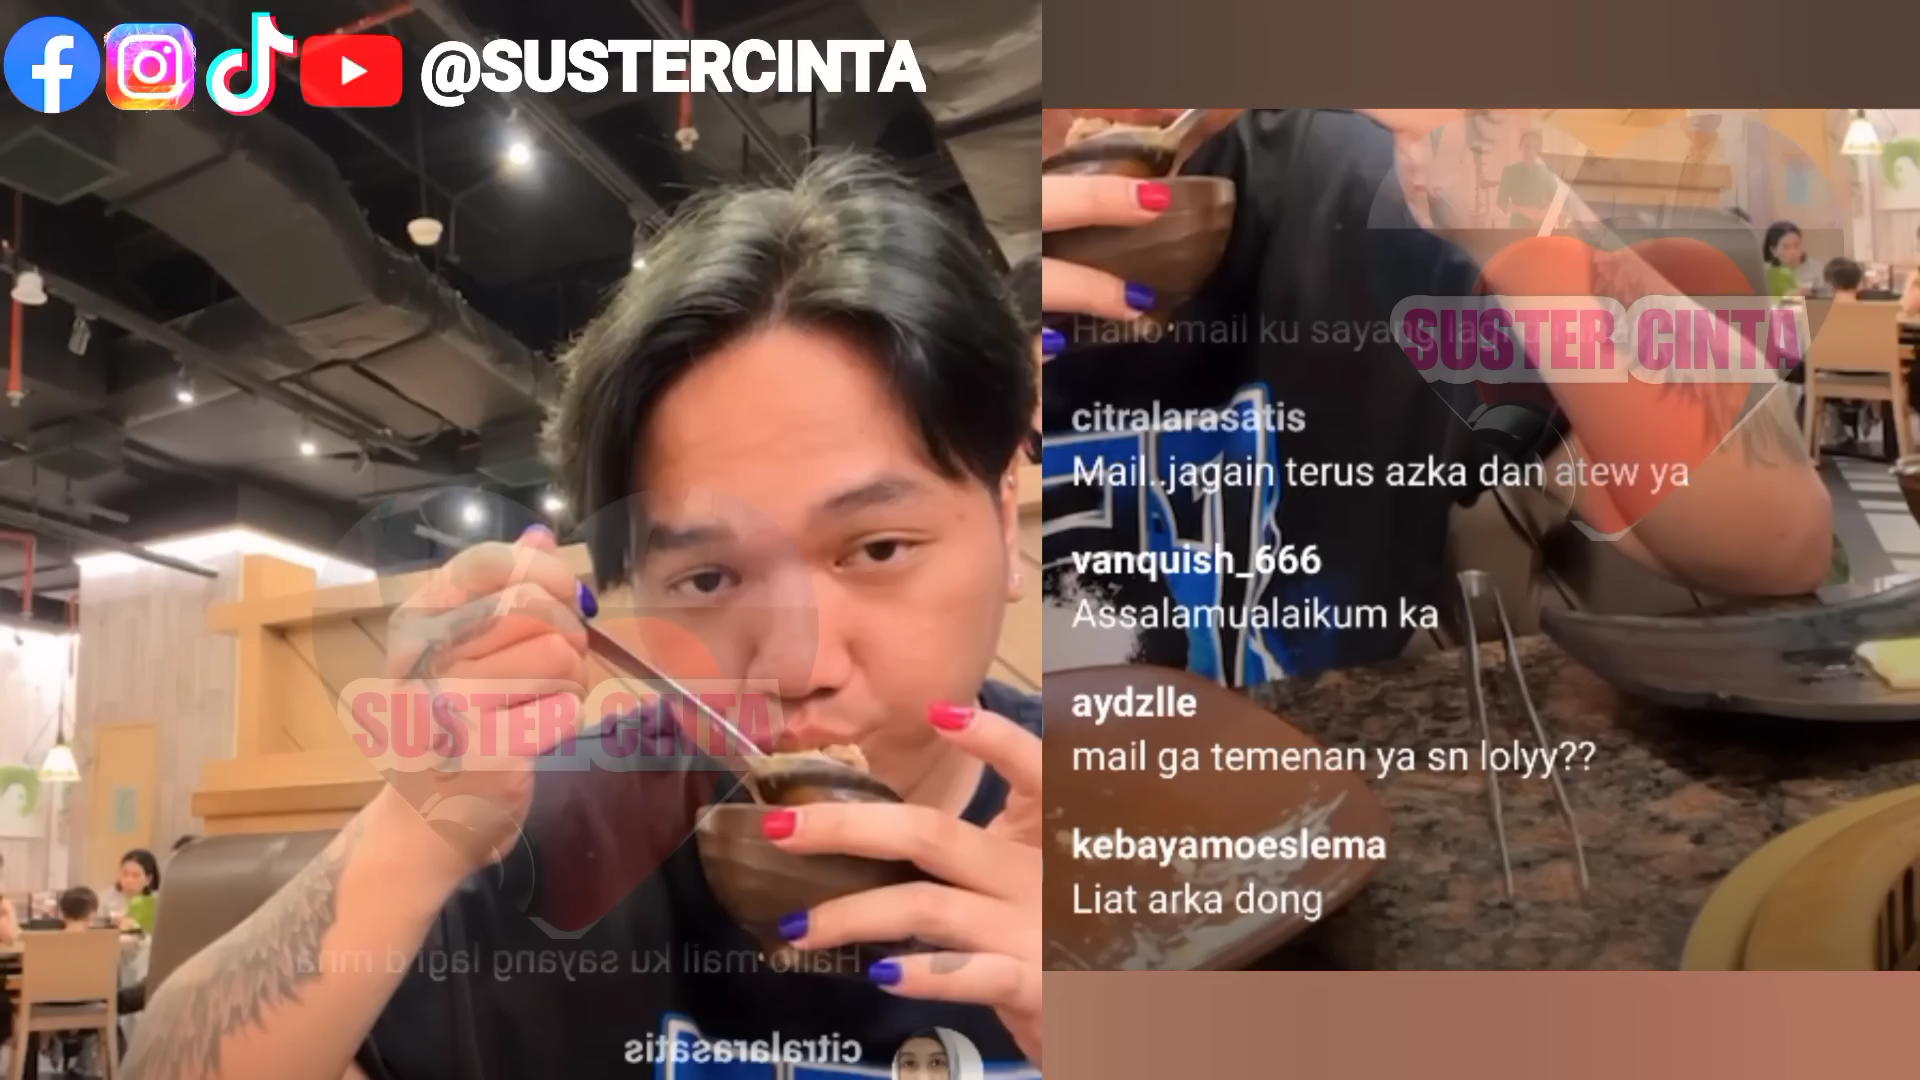 @SUSTERCINTA
SUSTER CINTA
Hallo mail ku sayang lagi d mna
citralarasatis
Hallo mail ku sayang lagi
SUSTER CINTA
citralarasatis
Mail..jagain terus azka dan atew ya
vanquish_666
Assalamualaikum ka
aydzlle
mail ga temenan ya sn lolyy??
kebayamoeslema
Liat arka dong